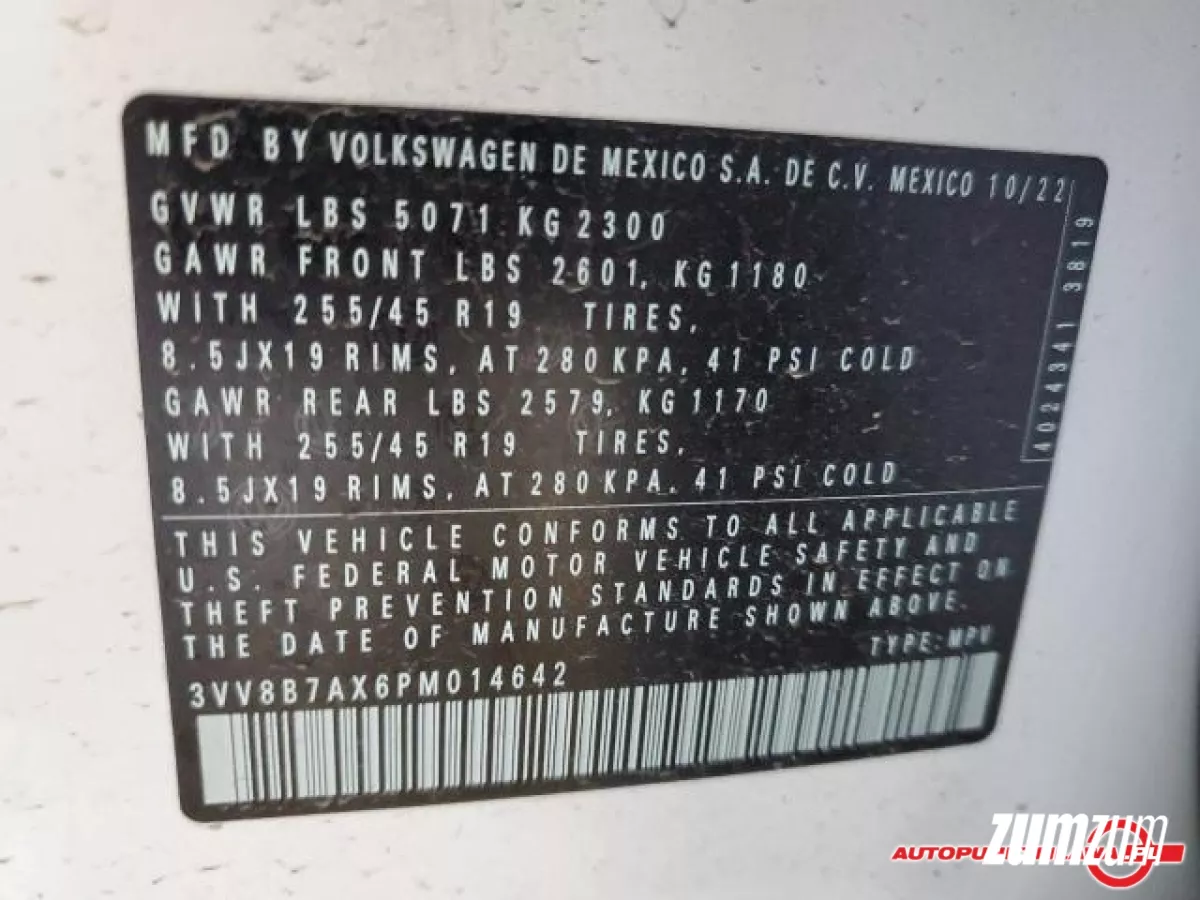 MFD BY VOLKSWAGEN DE MEXICO S.A. DE C.V. MEXICO 10/22
GVWR LBS 5071 KG 2300
GAWR FRONT LBS 2601, KG 1180
WITH 255/45 R19 TIRES,
8.5JX19 RIMS, AT 280 KPA, 41 PSI COLD
GAWR REAR LBS 2579, KG 1170
WITH 255/45 R19 TIRES,
8.5JX19 RIMS, AT 280 KPA, 41 PSI COLD
4024341 3819
THIS VEHICLE CONFORMS TO ALL APPLICABLE
U.S. FEDERAL MOTOR VEHICLE SAFETY AND
THEFT PREVENTION STANDARDS IN EFFECT ON
THE DATE OF MANUFACTURE SHOWN ABOVE.
TYPE:MPV
3VV8B7AX6PM014642
zumzum